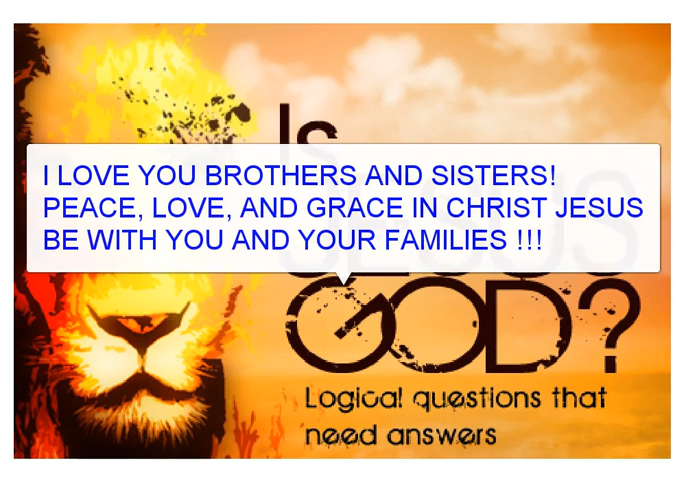 Is
I LOVE YOU BROTHERS AND SISTERS!
PEACE, LOVE, AND GRACE IN CHRIST JESUS
BE WITH YOU AND YOUR FAMILIES !!!
JESUS
GOD?
Logical questions that
need answers